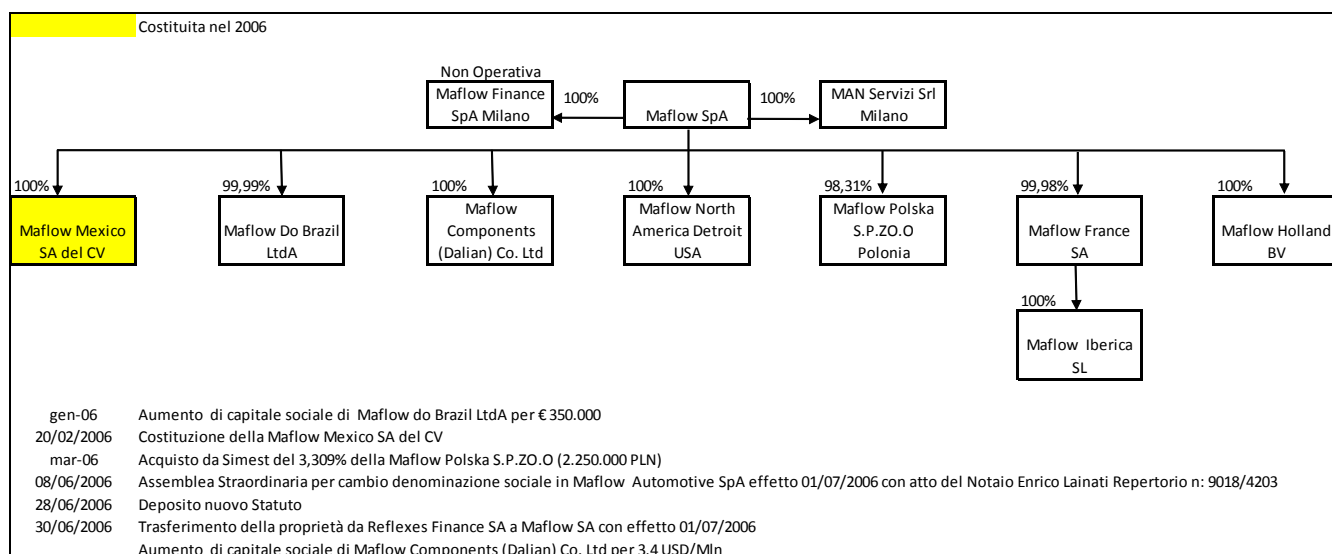 Costituita nel 2006
Non Operativa
Maflow Finance
SpA Milano
100%
Maflow SpA
100%
MAN Servizi Srl
Milano
100%
Maflow Mexico
SA del CV
99,99%
Maflow Do Brazil
LtdA
100%
Maflow
Components
(Dalian) Co. Ltd
100%
Maflow North
America Detroit
USA
98,31%
Maflow Polska
S.P.ZO.O
Polonia
99,98%
Maflow France
SA
100%
Maflow Holland
BV
100%
Maflow Iberica
SL
gen-06 Aumento di capitale sociale di Maflow do Brazil LtdA per € 350.000
20/02/2006 Costituzione della Maflow Mexico SA del CV
mar-06 Acquisto da Simest del 3,309% della Maflow Polska S.P.ZO.O (2.250.000 PLN)
08/06/2006 Assemblea Straordinaria per cambio denominazione sociale in Maflow Automotive SpA effetto 01/07/2006 con atto del Notaio Enrico Lainati Repertorio n: 9018/4203
28/06/2006 Deposito nuovo Statuto
30/06/2006 Trasferimento della proprietà da Reflexes Finance SA a Maflow SA con effetto 01/07/2006
Aumento di capitale sociale di Maflow Components (Dalian) Co. Ltd per 3,4 USD/Mln